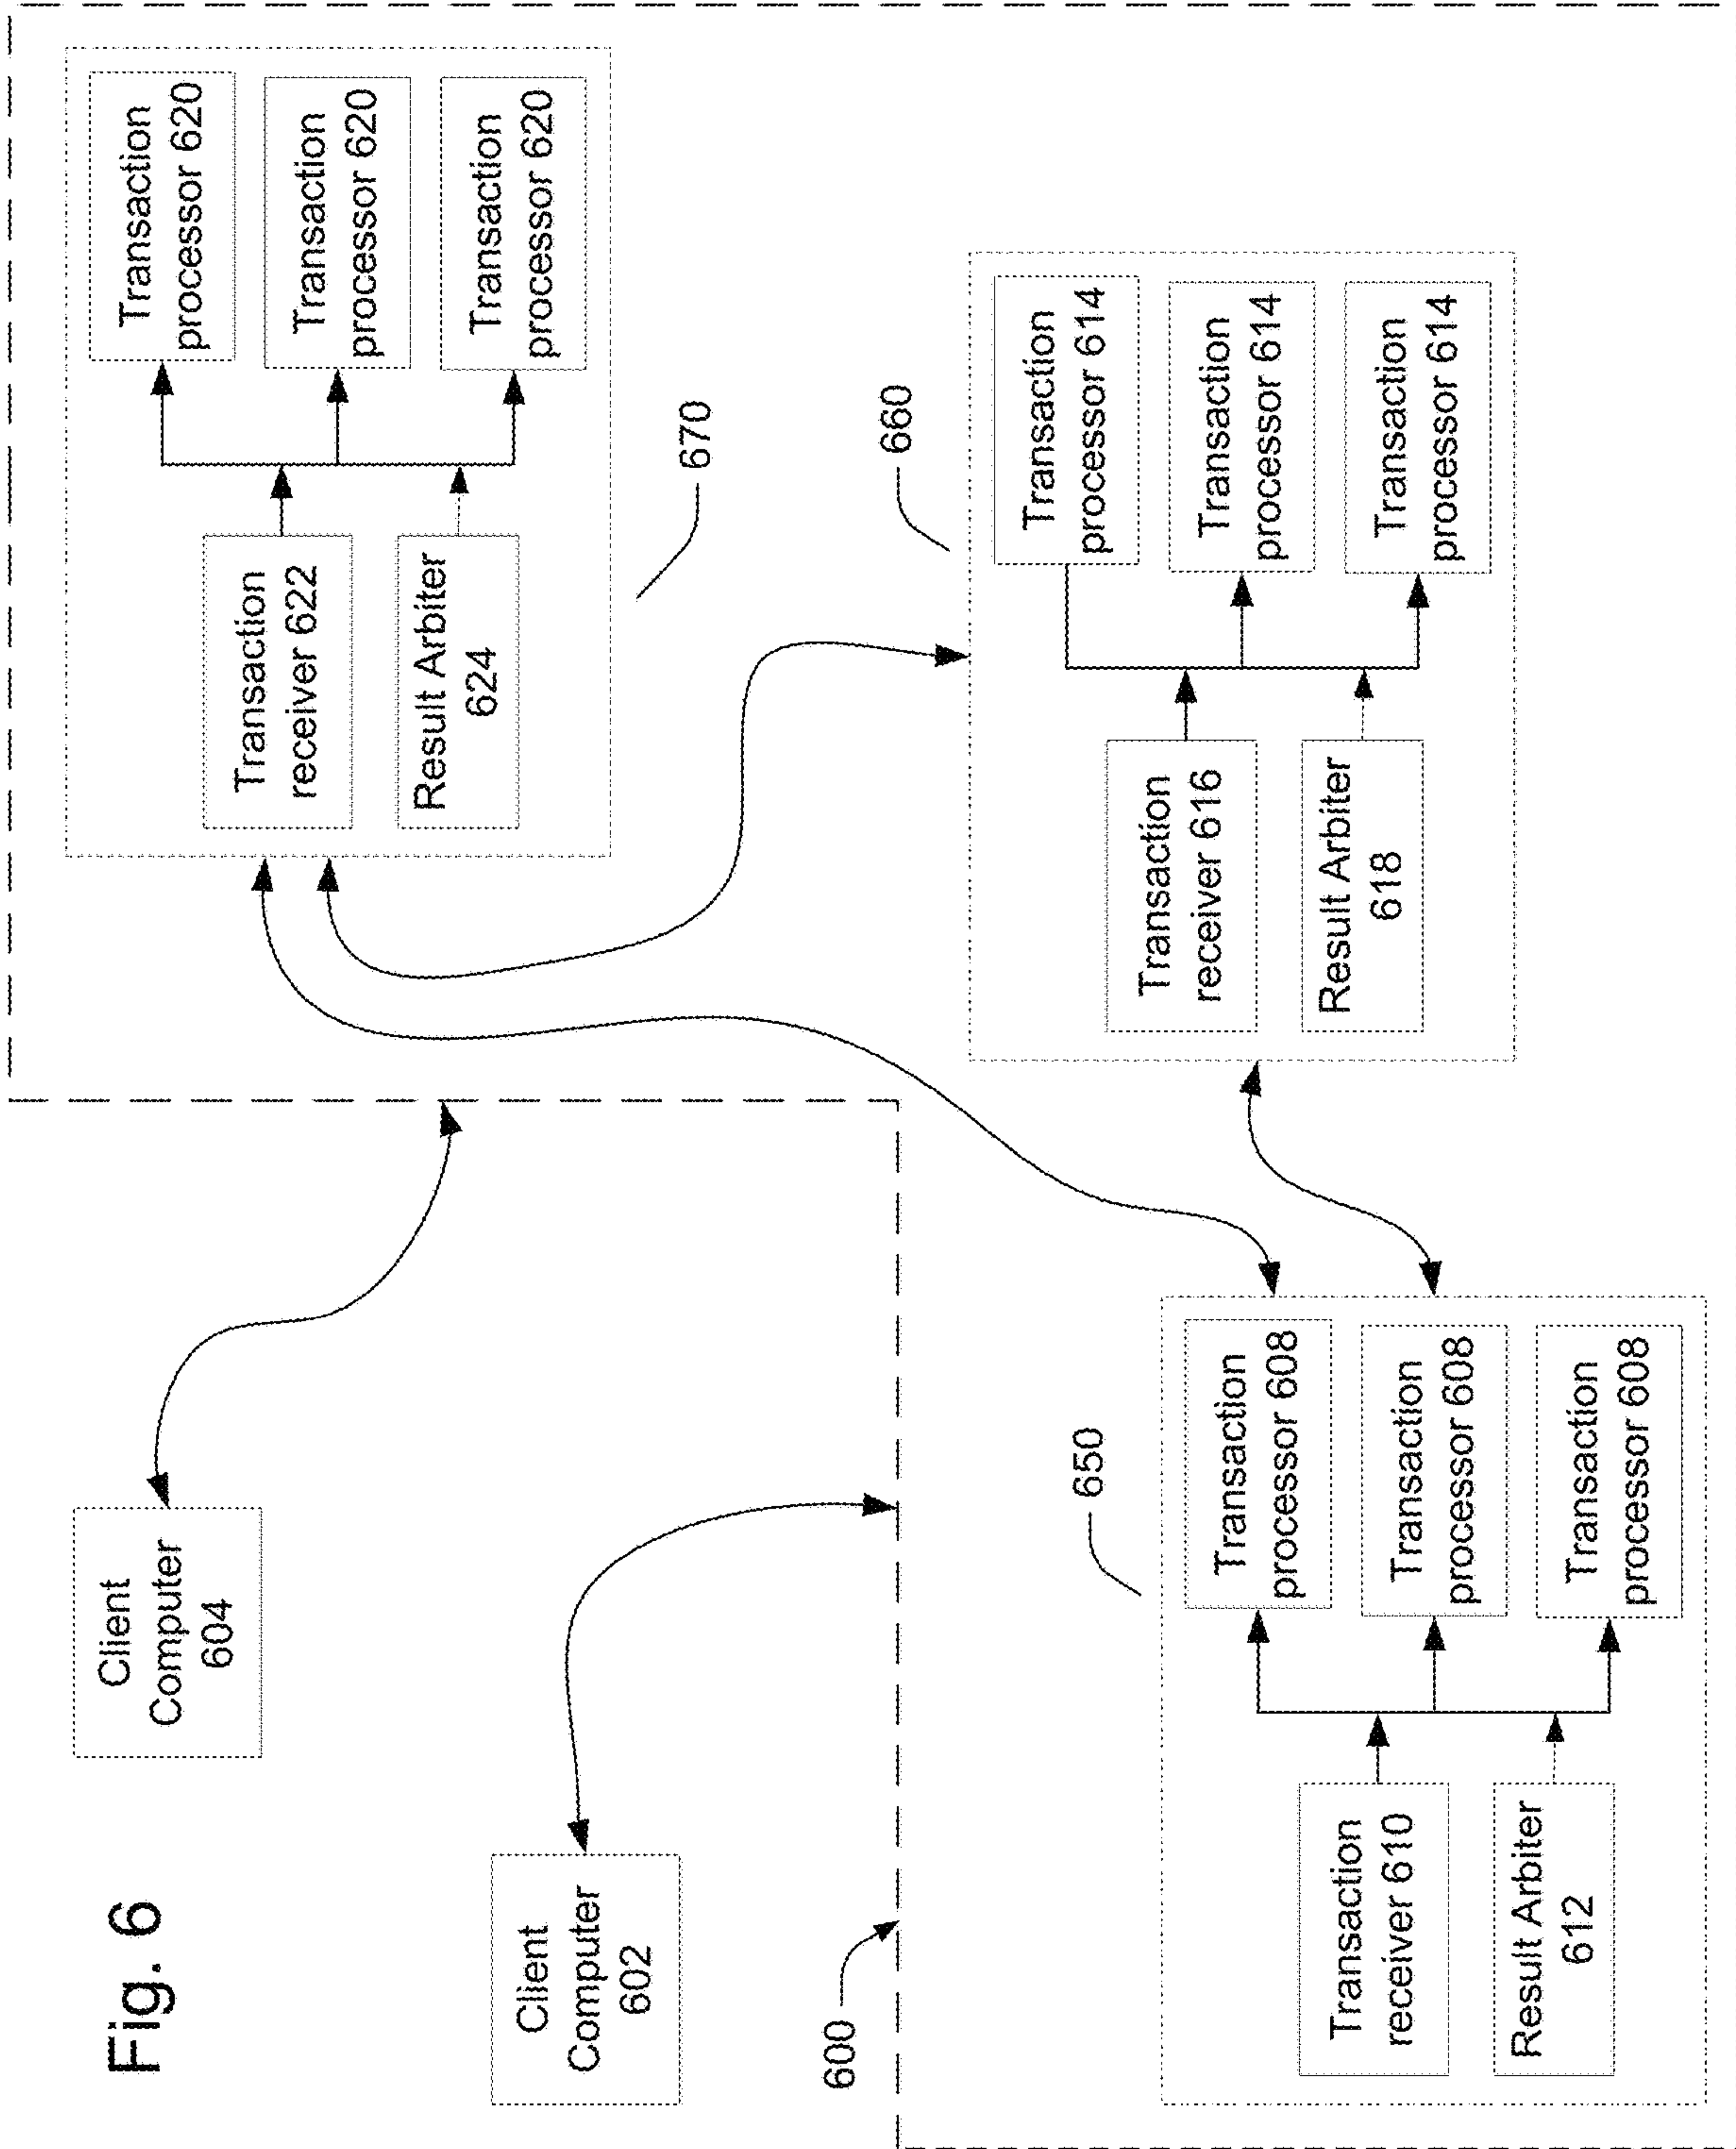 Fig. 6
Client
Computer
604
Client
Computer
602
600
Transaction
receiver 622
Result Arbiter
624
Transaction
processor 620
Transaction
processor 620
Transaction
processor 620
670
660
Transaction
receiver 616
Result Arbiter
618
Transaction
processor 614
Transaction
processor 614
Transaction
processor 614
650
Transaction
receiver 610
Result Arbiter
612
Transaction
processor 608
Transaction
processor 608
Transaction
processor 608